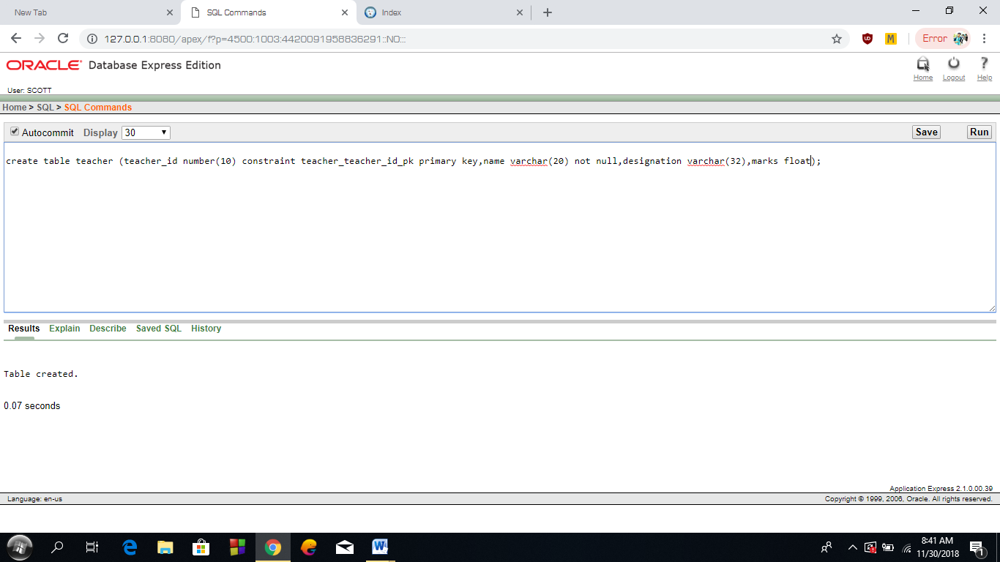 New Tab
SQL Commands
Index
127.0.0.1:8080/apex/f?p=4500:1003:4420091958836291::NO:::
UD
M
Error
ORACLE Database Express Edition
Home Logout Help
User: SCOTT
Home > SQL > SQL Commands
Autocommit Display 30 Save Run
create table teacher (teacher_id number(10) constraint teacher_teacher_id_pk primary key,name varchar(20) not null,designation varchar(32),marks float);
Results Explain Describe Saved SQL History
Table created.
0.07 seconds
Application Express 2.1.0.00.39
Language: en-us
Copyright © 1999, 2006, Oracle. All rights reserved.
8:41 AM
11/30/2018
1